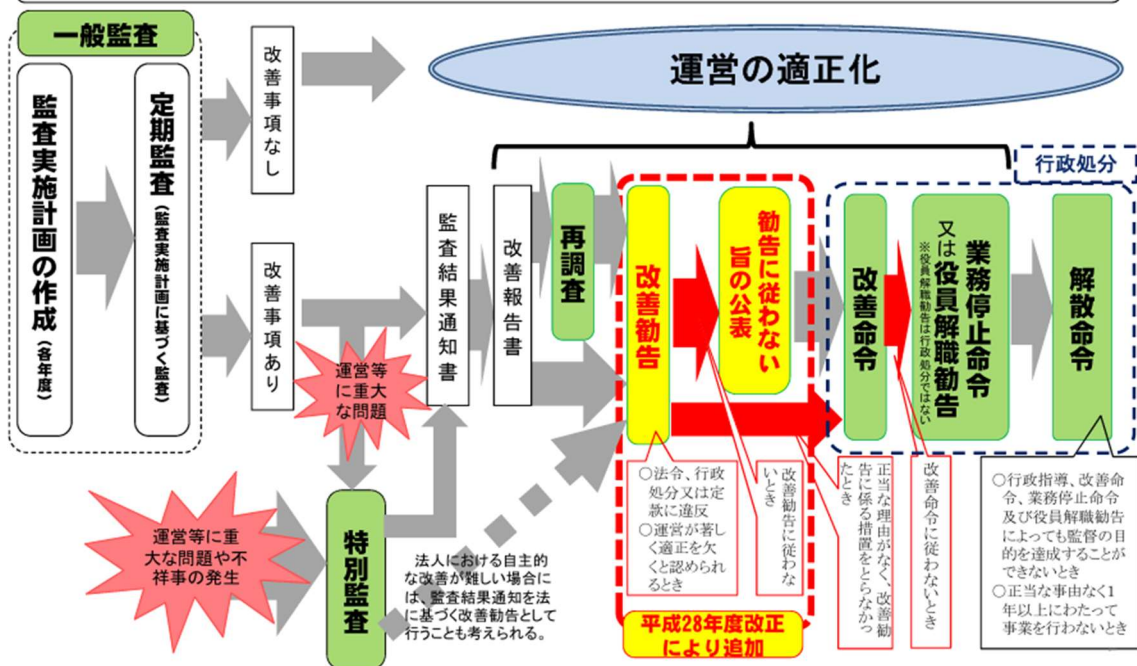 一般監査
監査実施計画の作成（各年度）
定期監査（監査実施計画に基づく監査）
改善事項なし
改善事項あり
運営の適正化
監査結果通知書
改善報告書
再調査
改善勧告
勧告に従わない
旨の公表
行政処分
改善命令
業務停止命令
又は役員解職勧告
※役員解職勧告は行政処分ではない
解散命令
運営等
に重大
な問題
運営等に重
大な問題や不
祥事の発生
特別監査
法人における自主的
な改善が難しい場合に
は、監査結果通知を法
に基づく改善勧告として
行うことも考えられる。
○法令、行政
処分又は定
款に違反
○運営が著し
く適正を欠
くと認められ
るとき
改善勧告に従わな
いとき
正当な理由がなく、改善勧
告に係る措置をとらなかっ
たとき
改善命令に従わないとき
○行政指導、改善命
令、業務停止命令
及び役員解職勧告
によっても監督の目
的を達成することが
できないとき
○正当な事由なく1
年以上にわたって
事業を行わないとき
平成28年度改正
により追加